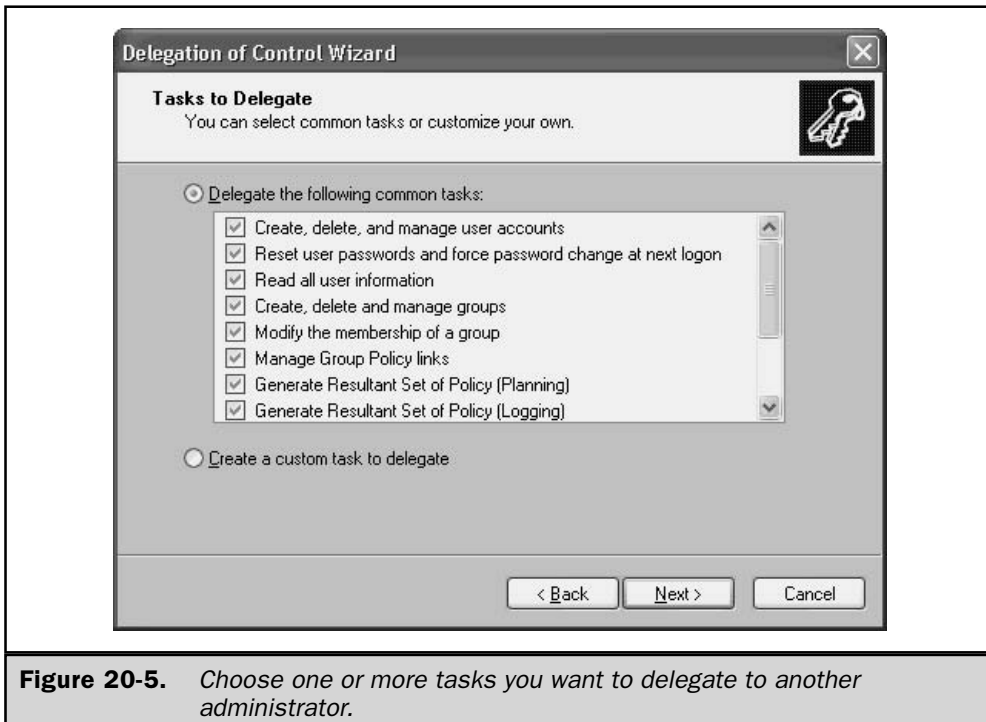 Delegation of Control Wizard
Tasks to Delegate
You can select common tasks or customize your own.
Delegate the following common tasks:
Create, delete, and manage user accounts
Reset user passwords and force password change at next logon
Read all user information
Create, delete and manage groups
Modify the membership of a group
Manage Group Policy links
Generate Resultant Set of Policy (Planning)
Generate Resultant Set of Policy (Logging)
Create a custom task to delegate
< Back Next > Cancel
Figure 20-5. Choose one or more tasks you want to delegate to another
administrator.